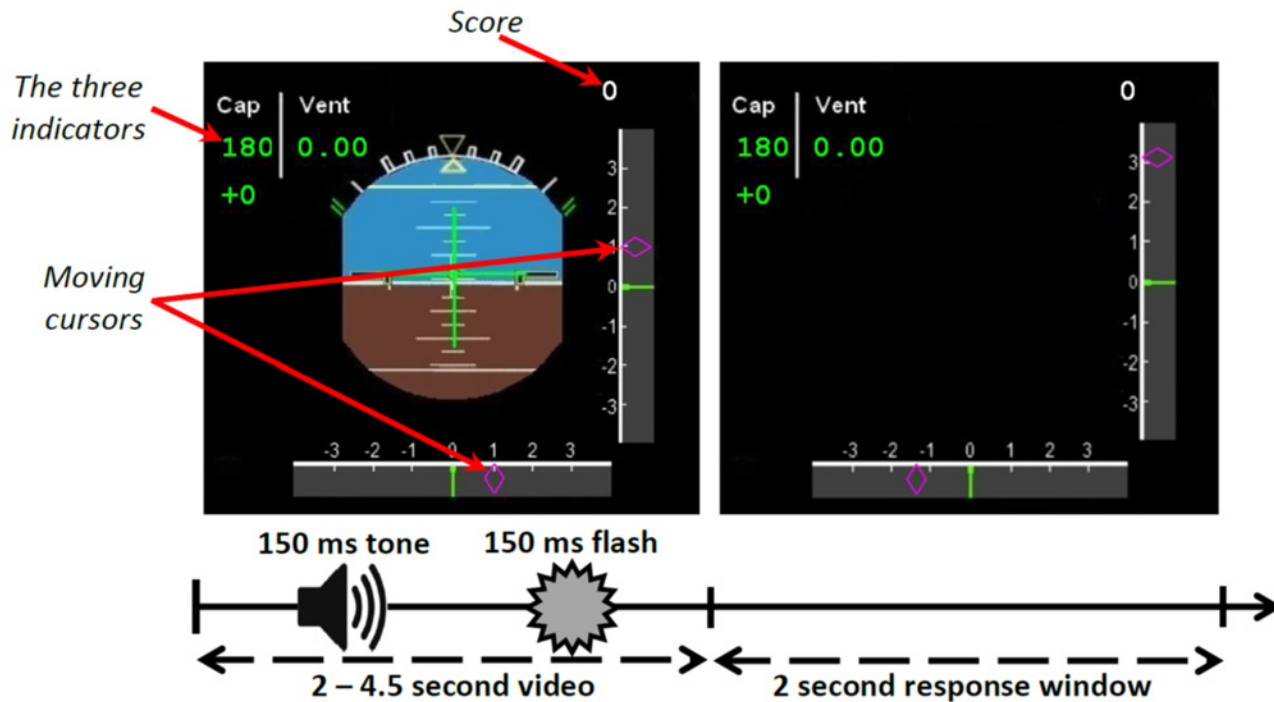 Score
The three
indicators
Moving
cursors
0
Cap Vent
180 0.00
+0
3
2
1
0
-1
-2
-3
-3 -2 -1 0 1 2 3
0
Cap Vent
180 0.00
+0
3
2
1
0
-1
-2
-3
-3 -2 -1 0 1 2 3
150 ms tone 150 ms flash
2 – 4.5 second video
2 second response window